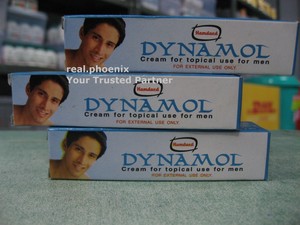 Hamdard
DYNAMOL
Cream for topical use for men
FOR EXTERNAL USE ONLY
real.phoenix
Your Trusted Partner
Hamdard
DYNAMOL
Cream for topical use for men
FOR EXTERNAL USE ONLY
Hamdard
DYNAMOL
Cream for topical use for men
FOR EXTERNAL USE ONLY